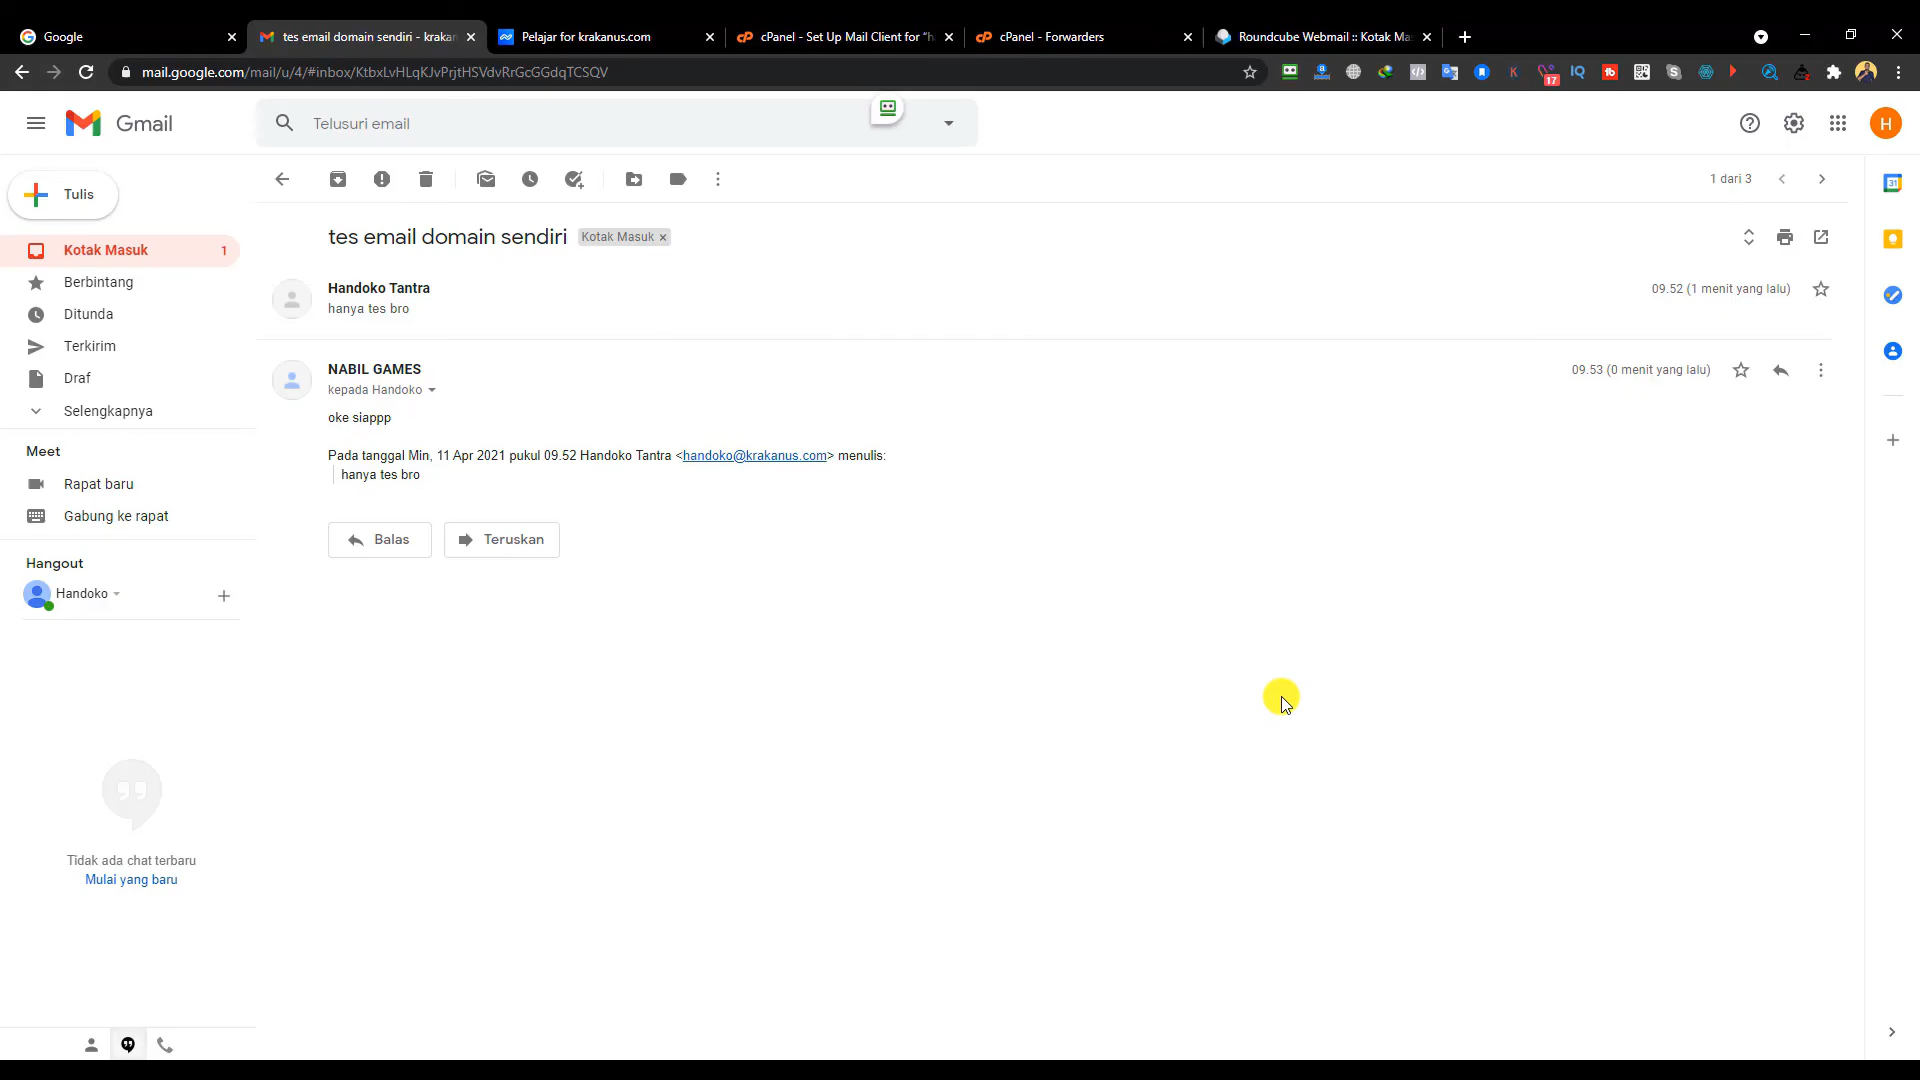 Google
tes email domain sendiri - krakan
Pelajar for krakanus.com
cPanel - Set Up Mail Client for "h
cPanel - Forwarders
Roundcube Webmail :: Kotak Ma
mail.google.com/mail/u/4/#inbox/KtbxLvHLqKJvPrjtHSVdvRrGcGGdqTCSQV
17
Gmail
Telusuri email
H
Tulis
1 dari 3
31
Kotak Masuk 1
Berbintang
Ditunda
Terkirim
Draf
Selengkapnya
Meet
Rapat baru
Gabung ke rapat
Hangout
Handoko
Tidak ada chat terbaru
Mulai yang baru
tes email domain sendiri Kotak Masuk
Handoko Tantra
09.52 (1 menit yang lalu)
hanya tes bro
NABIL GAMES
09.53 (0 menit yang lalu)
kepada Handoko
oke siappp
Pada tanggal Min, 11 Apr 2021 pukul 09.52 Handoko Tantra <handoko@krakanus.com> menulis:
hanya tes bro
Balas
Teruskan